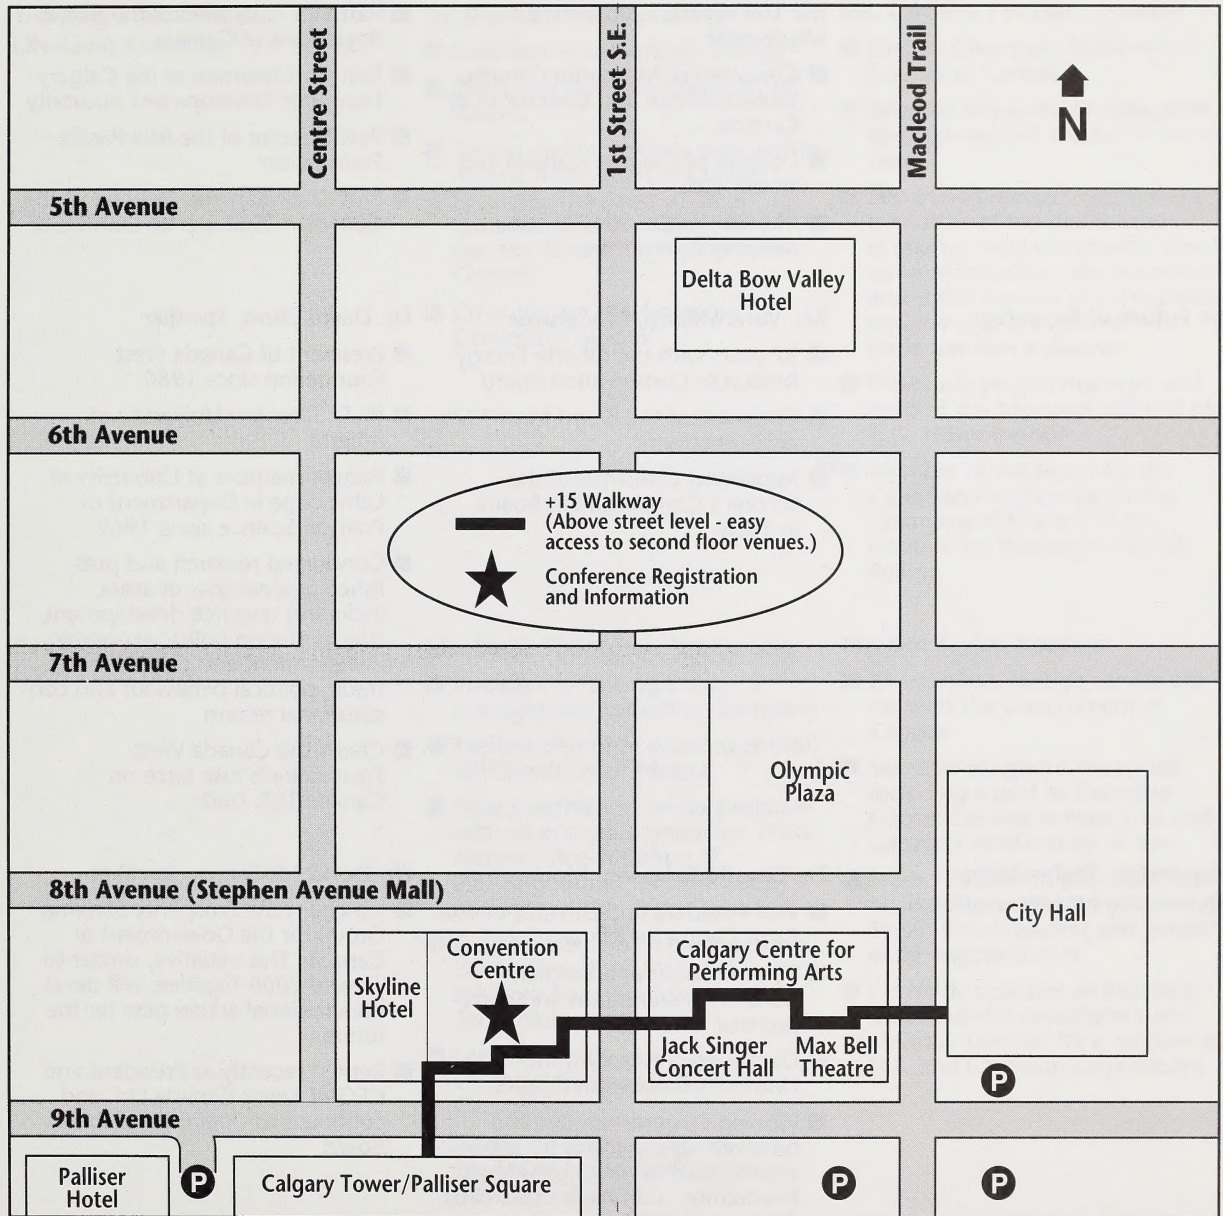 Centre Street
1st Street S.E.
Macleod Trail
N
5th Avenue
Delta Bow Valley
Hotel
6th Avenue
+15 Walkway
(Above street level - easy
access to second floor venues.)
Conference Registration
and Information
7th Avenue
Olympic
Plaza
8th Avenue (Stephen Avenue Mall)
City Hall
Convention
Centre
Calgary Centre for
Performing Arts
Skyline
Hotel
Jack Singer
Concert Hall
Max Bell
Theatre
P
9th Avenue
Palliser
Hotel
P
Calgary Tower/Palliser Square
P
P